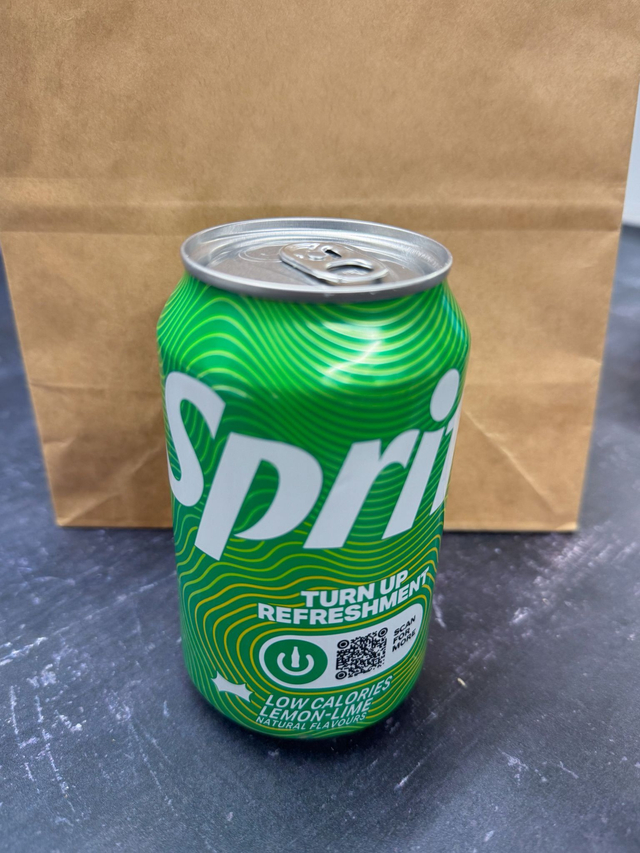 Sprit
TURN UP
REFRESHMENT
SCAN
FOR
MORE
LOW CALORIES
LEMON-LIME
NATURAL FLAVOURS